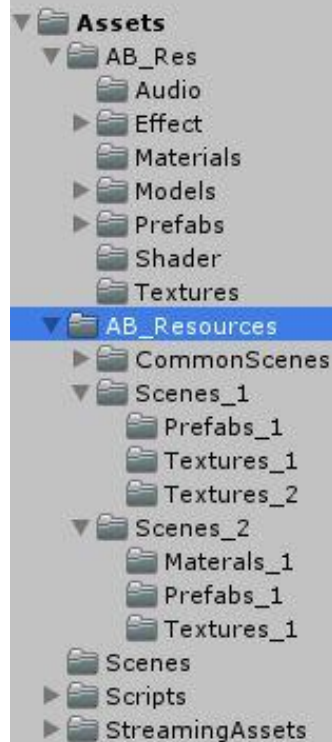 Assets
AB_Res
Audio
Effect
Materials
Models
Prefabs
Shader
Textures
AB_Resources
CommonScenes
Scenes_1
Prefabs_1
Textures_1
Textures_2
Scenes_2
Materals_1
Prefabs_1
Textures_1
Scenes
Scripts
StreamingAssets